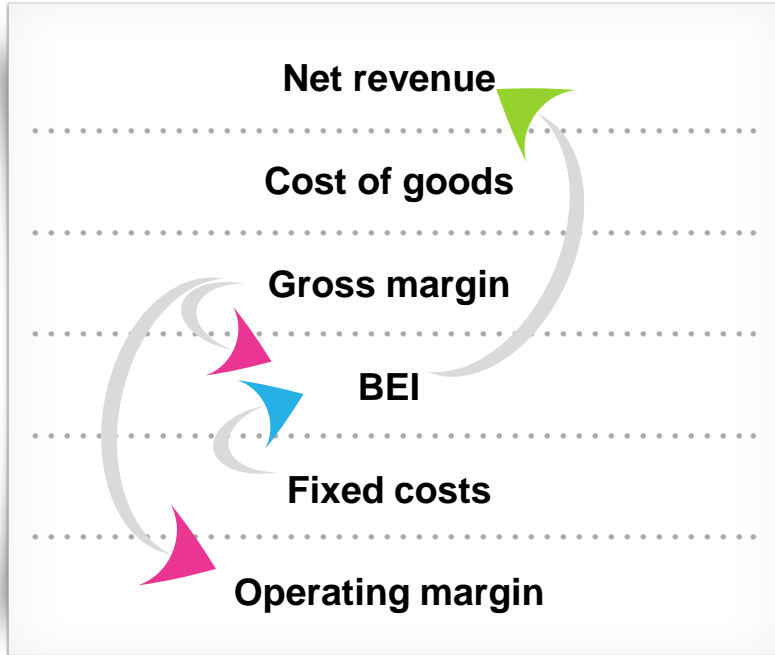 Net revenue
Cost of goods
Gross margin
BEI
Fixed costs
Operating margin